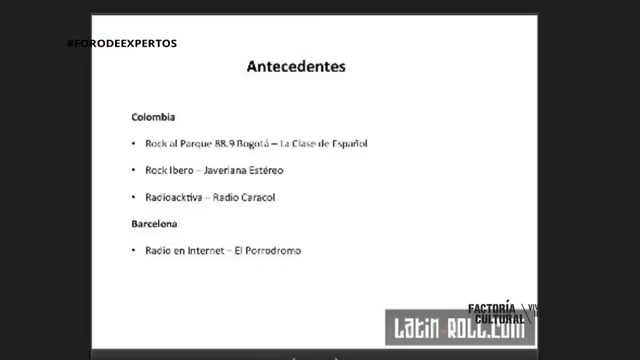 #FORODEEXPERTOS
Antecedentes
Colombia
• Rock al Parque 88.9 Bogotá – La Clase de Español
• Rock Ibero – Javeriana Estéreo
• Radioacktiva – Radio Caracol
Barcelona
• Radio en Internet – El Porrodromo
FACTORÍA
CULTURAL
LATIN-ROLL.COM